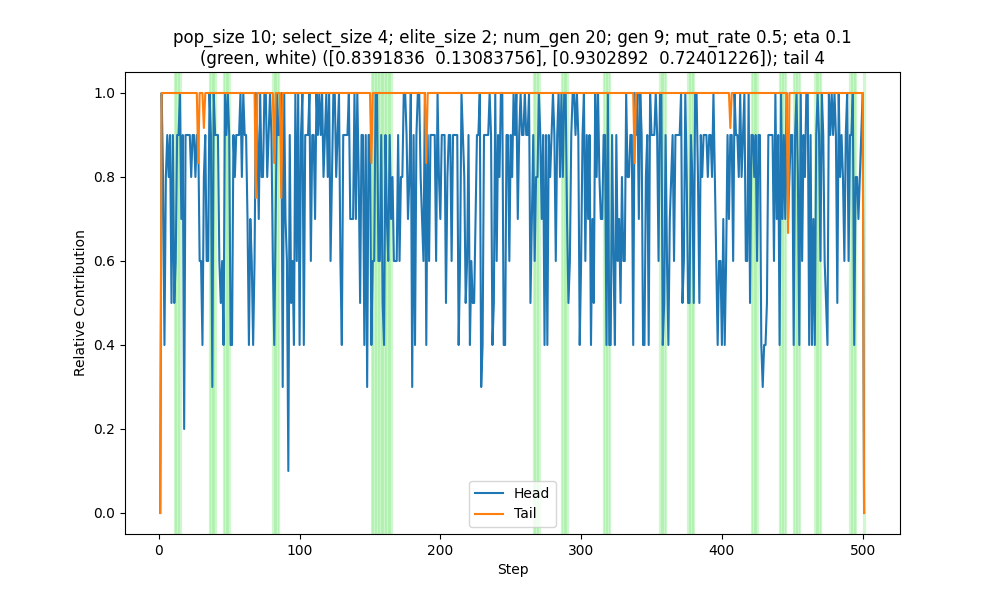 pop_size 10; select_size 4; elite_size 2; num_gen 20; gen 9; mut_rate 0.5; eta 0.1
(green, white) ([0.8391836  0.13083756], [0.9302892  0.72401226]); tail 4
1.0
0.8
0.6
0.4
0.2
0.0
Relative Contribution
Head
Tail
0 100 200 300 400 500
Step